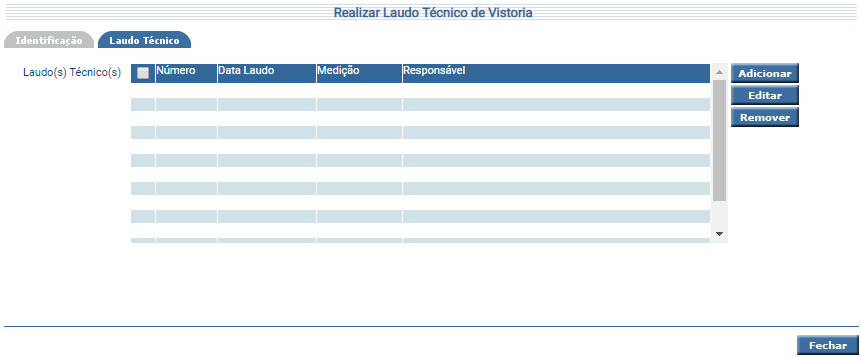 Realizar Laudo Técnico de Vistoria
Identificação Laudo Técnico
Laudo(s) Técnico(s) Número Data Laudo Medição Responsável
Adicionar
Editar
Remover
Fechar